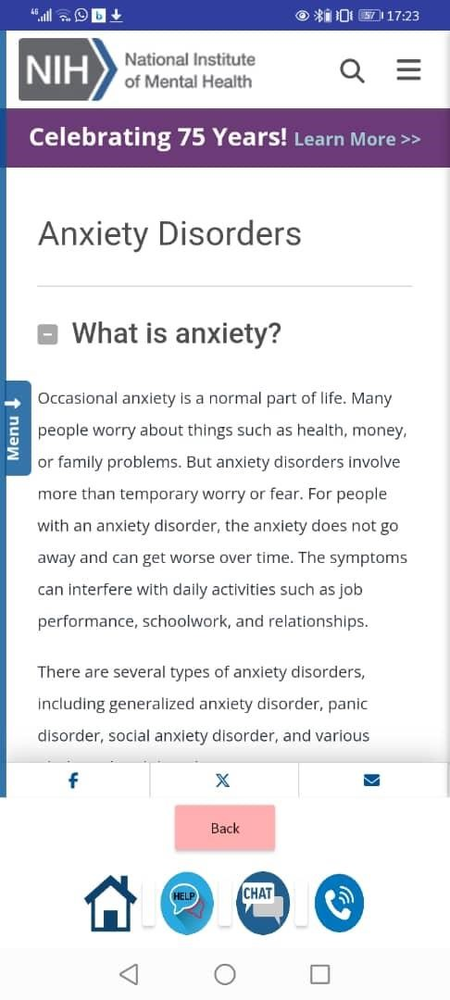 46 57 17:23
NIH National Institute
of Mental Health
Celebrating 75 Years! Learn More >>
Anxiety Disorders
What is anxiety?
Menu
Occasional anxiety is a normal part of life. Many
people worry about things such as health, money,
or family problems. But anxiety disorders involve
more than temporary worry or fear. For people
with an anxiety disorder, the anxiety does not go
away and can get worse over time. The symptoms
can interfere with daily activities such as job
performance, schoolwork, and relationships.
There are several types of anxiety disorders,
including generalized anxiety disorder, panic
disorder, social anxiety disorder, and various
Back
HELP CHAT